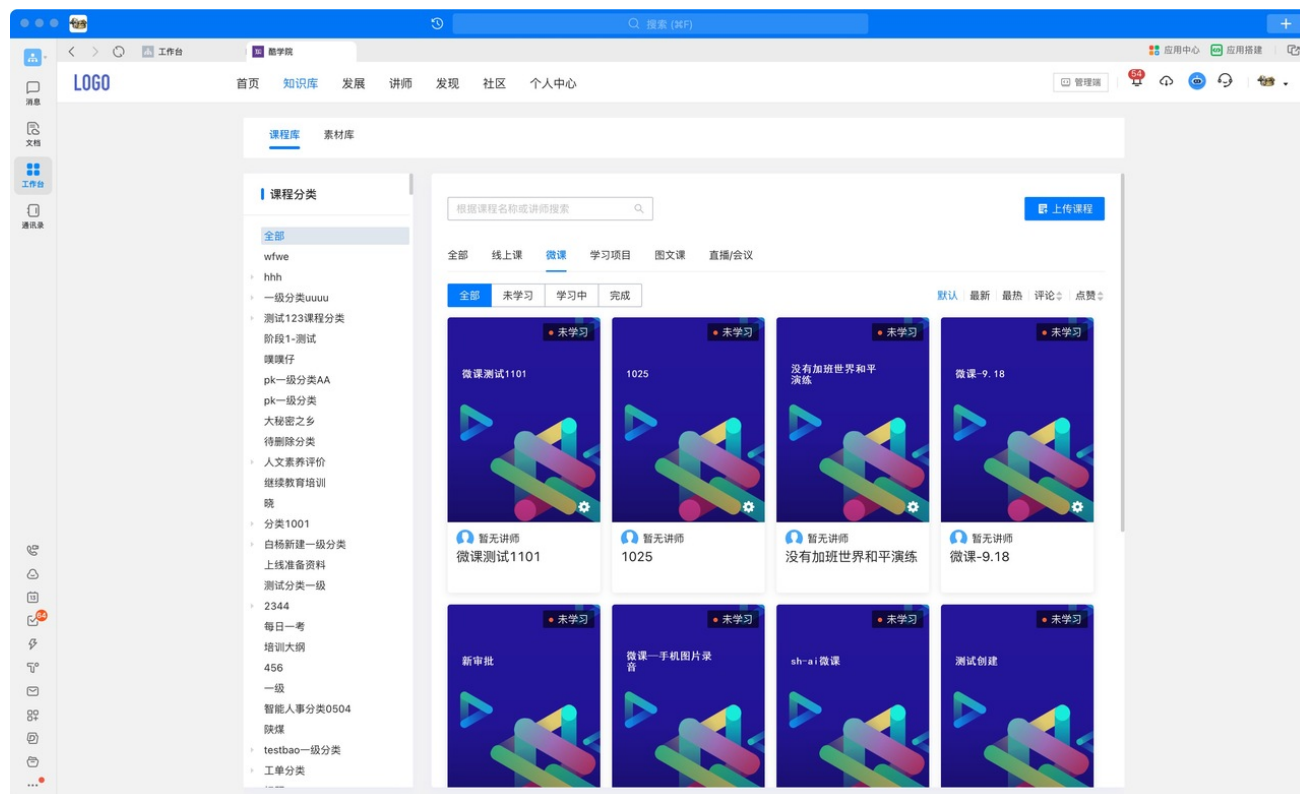 搜索 (⌘F)
工作台
酷学院
应用中心
应用搭建
消息
文档
工作台
通讯录
13
64
LOGO
首页
知识库
发展
讲师
发现
社区
个人中心
管理端
64
课程库
素材库
课程分类
全部
wfwe
hhh
一级分类uuuu
测试123课程分类
阶段1-测试
噗噗仔
pk一级分类AA
pk一级分类
大秘密之乡
待删除分类
人文素养评价
继续教育培训
晓
分类1001
白杨新建一级分类
上线准备资料
测试分类一级
2344
每日一考
培训大纲
456
一级
智能人事分类0504
陕煤
testbao一级分类
工单分类
根据课程名称或讲师搜索
上传课程
全部
线上课
微课
学习项目
图文课
直播/会议
全部
未学习
学习中
完成
默认
最新
最热
评论
点赞
未学习
微课测试1101
暂无讲师
微课测试1101
未学习
1025
暂无讲师
1025
未学习
没有加班世界和平
演练
暂无讲师
没有加班世界和平演练
未学习
微课-9.18
暂无讲师
微课-9.18
未学习
新审批
未学习
微课—手机图片录
音
未学习
sh-ai微课
未学习
测试创建